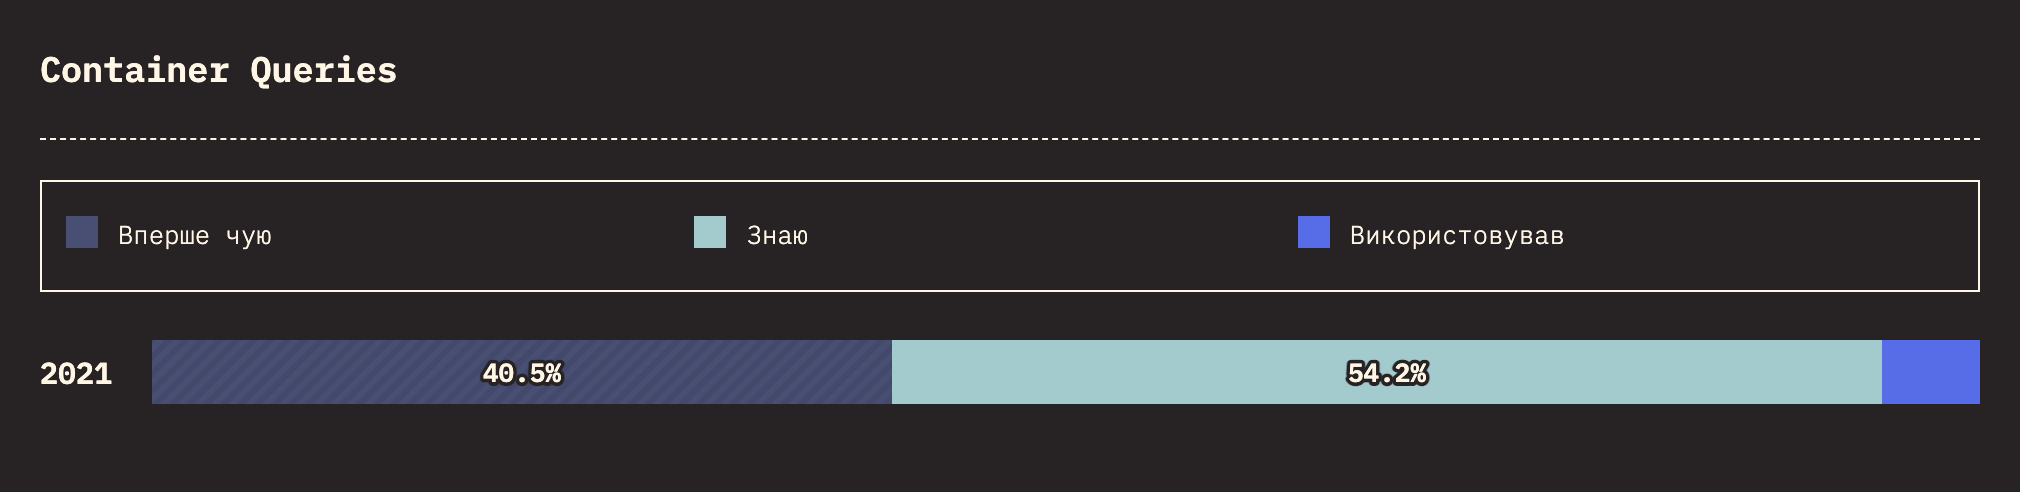 Container Queries
Вперше чую Знаю Використовував
2021 40.5% 54.2%